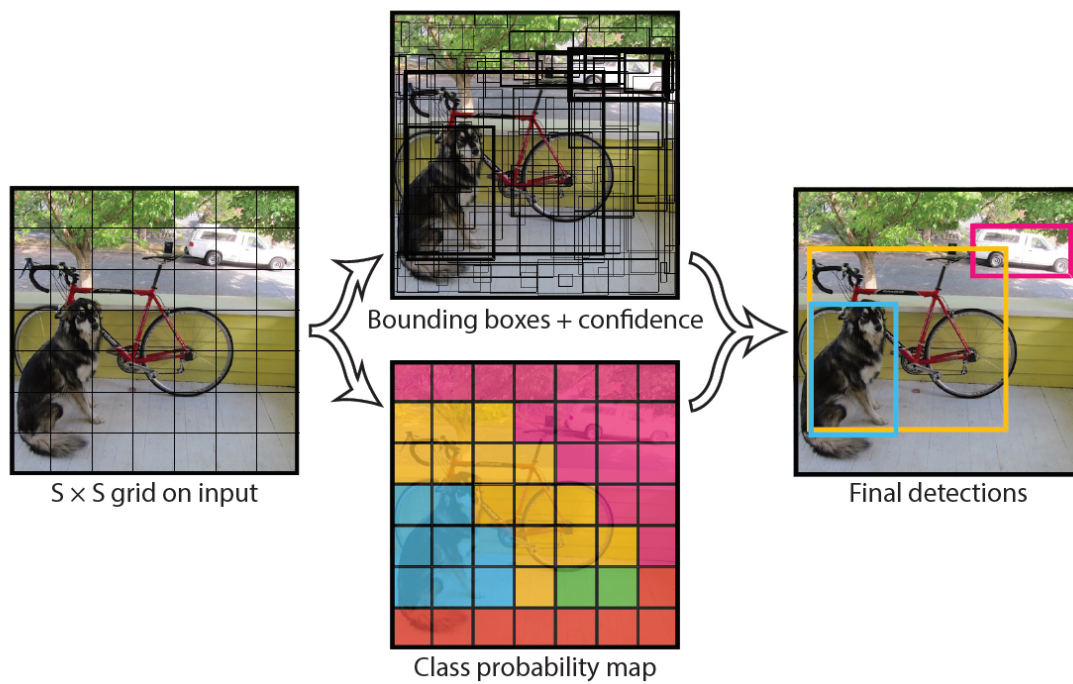 Bounding boxes + confidence
S × S grid on input
Final detections
Class probability map